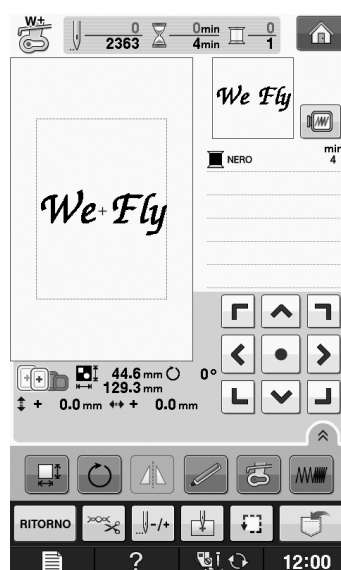 W±
0 0min 0
2363 4min 1
We Fly
min
NERO 4
We Fly
44.6 mm 0°
129.3 mm
+ 0.0 mm + 0.0 mm
RITORNO -/+
? 12:00